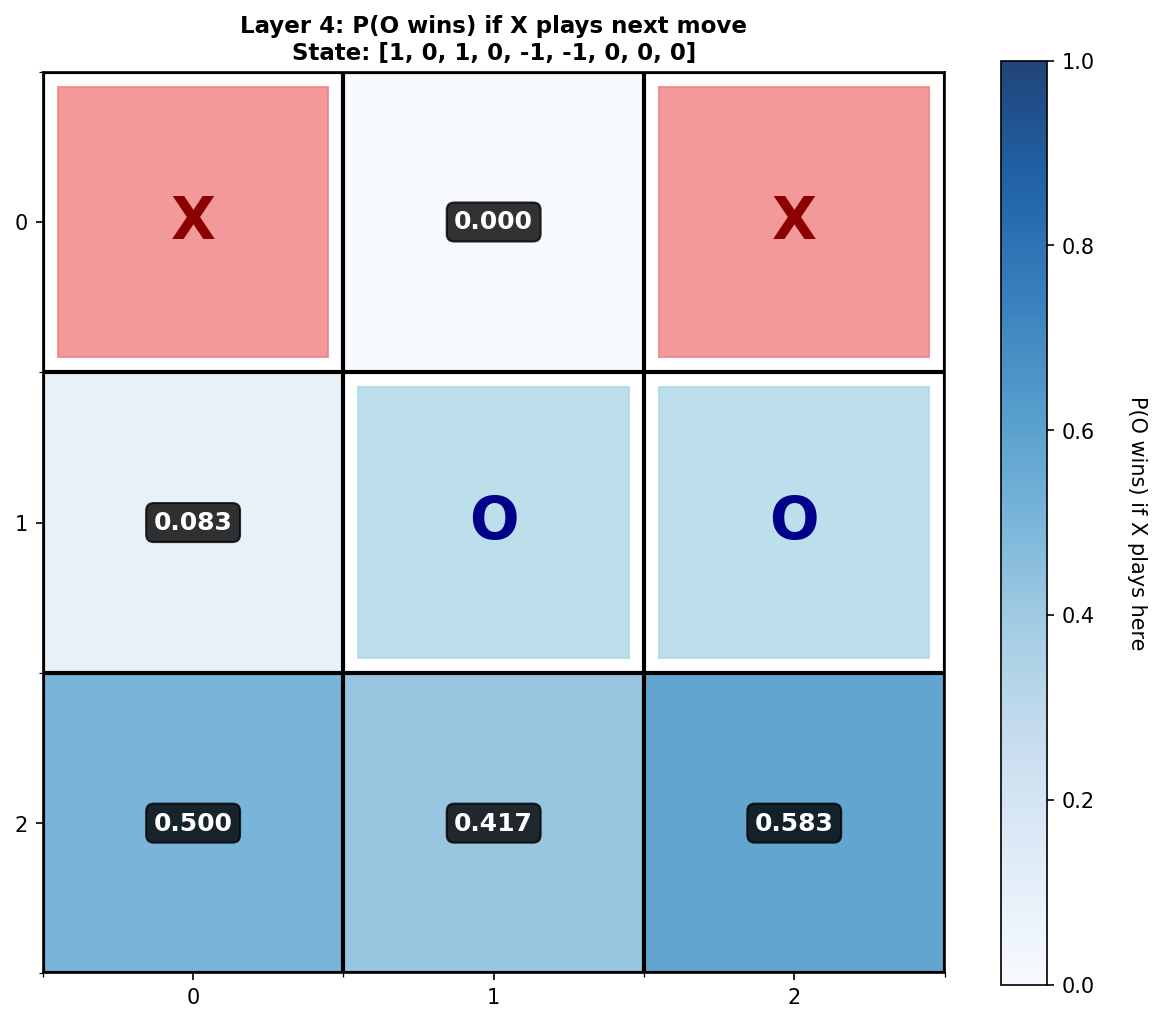 Layer 4: P(O wins) if X plays next move
State: [1, 0, 1, 0, -1, -1, 0, 0, 0]
X
0.000
X
0.083
O
O
0.500
0.417
0.583
0
1
2
0
1
2
1.0
0.8
0.6
0.4
0.2
0.0
P(O wins) if X plays here